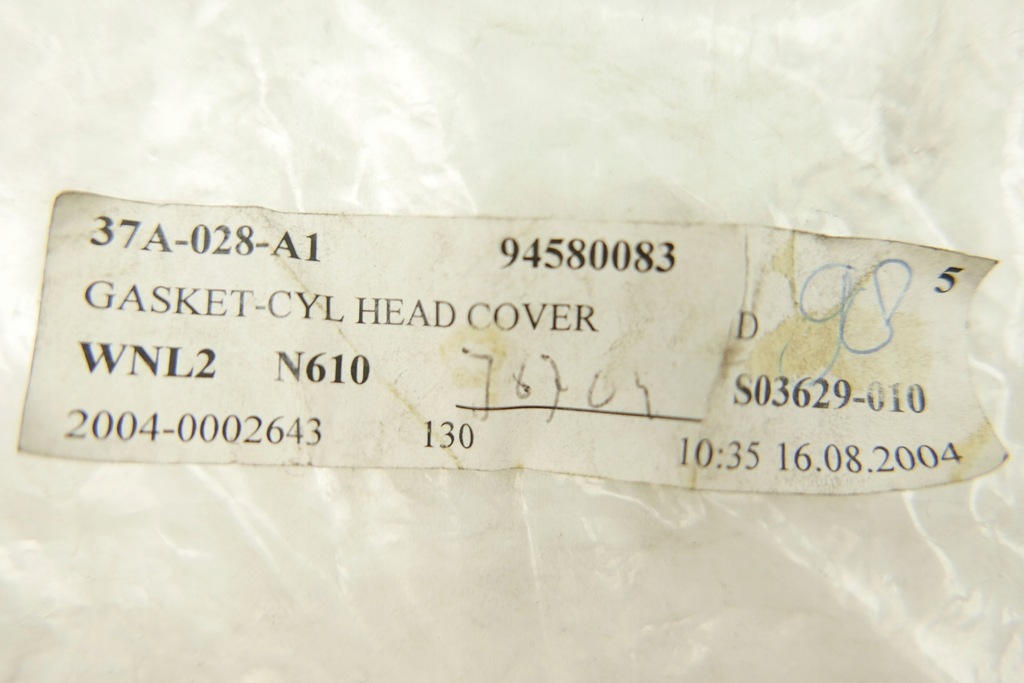 37A-028-A1 94580083 5
GASKET-CYL HEAD COVER D 98
WNL2 N610 S03629-010
2004-0002643 130 10:35 16.08.2004